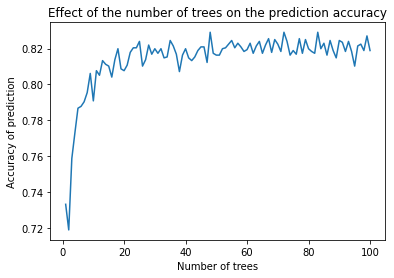 Effect of the number of trees on the prediction accuracy
0.82
0.80
0.78
0.76
0.74
0.72
Accuracy of prediction
0 20 40 60 80 100
Number of trees